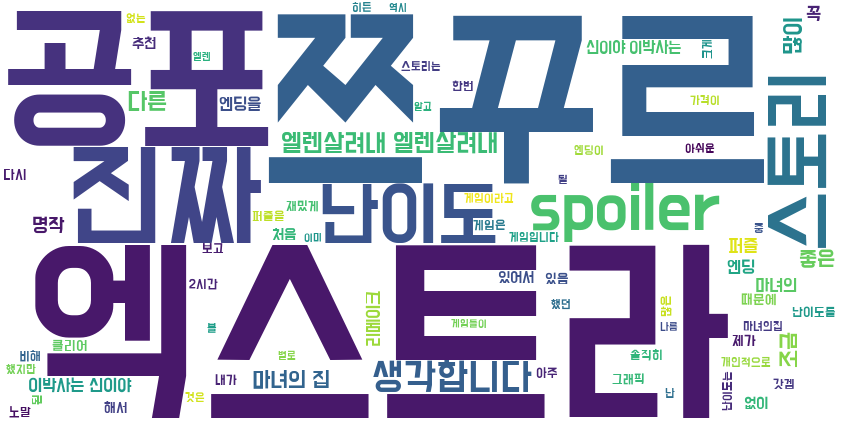 히든 역시
없는
추천
엘렌
공포 쯔꾸르
스토리는
한번
알고
신이야 이박사는
많이
꼭
다른
엔딩을
가격이
엘렌살려내 엘렌살려내
엔딩이
아쉬운
스토리
다시
진짜
난이도
spoiler
될
명작
재밌게
퍼즐을
처음
이미
게임이라고
게임은
게임입니다
퍼즐
엔딩
좋은
보고
엑스트라
2시간
볼
있어서
있음
했던
마녀의
때문에
난이도를
게임들이
마녀의집
나름
제가
조금
클리어
비해
했지만
별로
솔직히
개인적으로
이박사는 신이야
내가
마녀의 집
생각합니다
아주
그래픽
갓겜
노말
해서
것은
난
없이